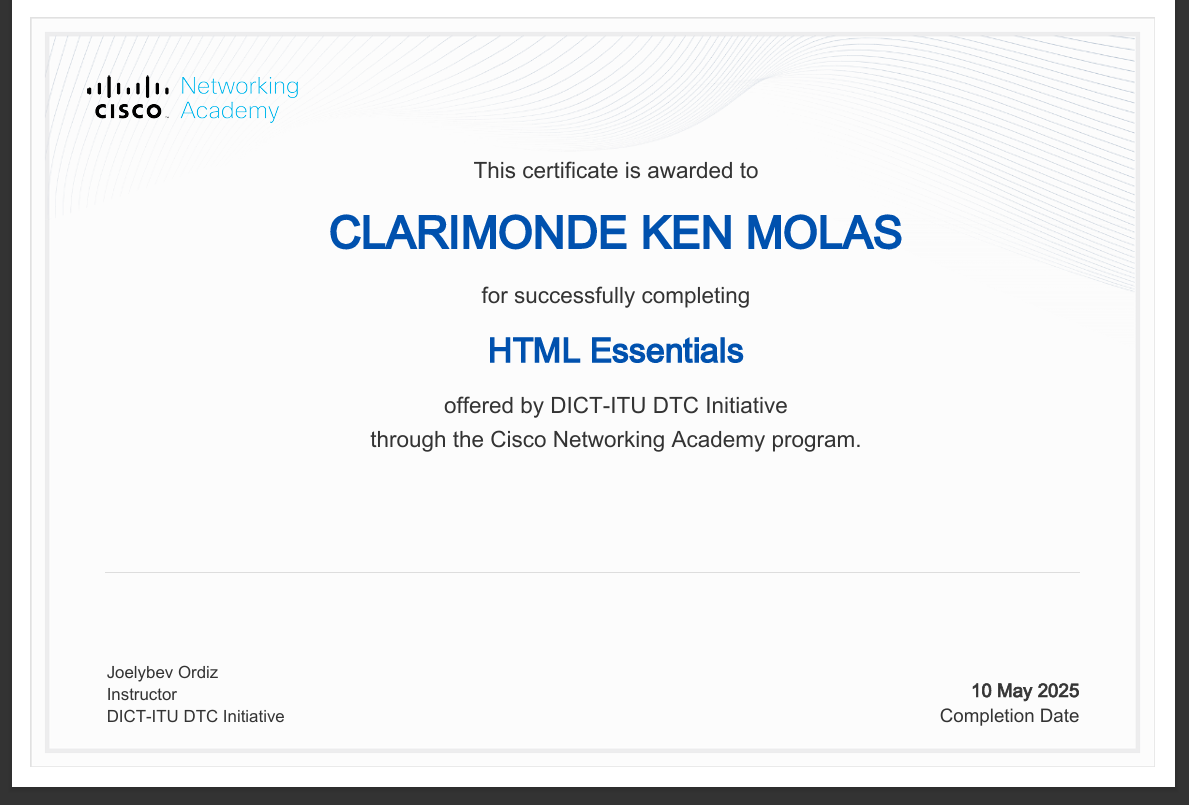 Networking
Academy
CISCO
This certificate is awarded to
CLARIMONDE KEN MOLAS
for successfully completing
HTML Essentials
offered by DICT-ITU DTC Initiative
through the Cisco Networking Academy program.
Joelybev Ordiz
Instructor
DICT-ITU DTC Initiative
10 May 2025
Completion Date